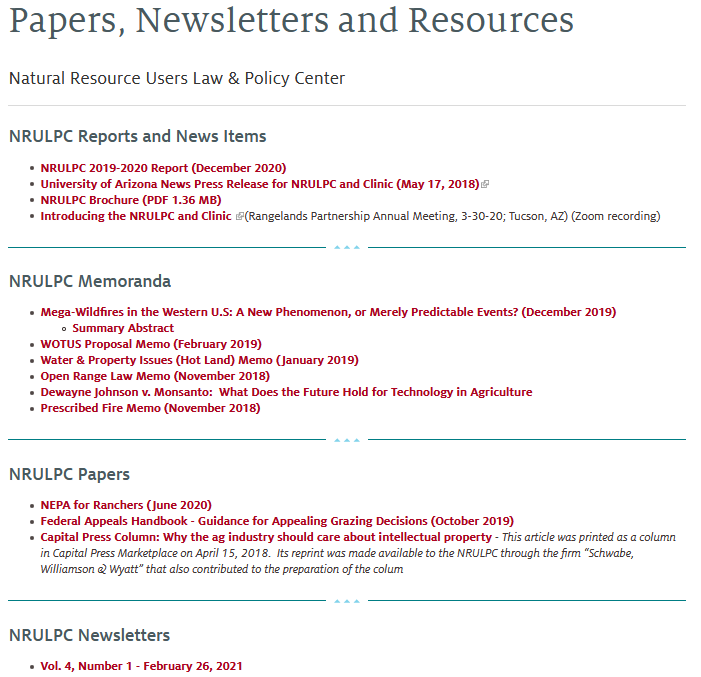 Papers, Newsletters and Resources
Natural Resource Users Law & Policy Center
NRULPC Reports and News Items
NRULPC 2019-2020 Report (December 2020)
University of Arizona News Press Release for NRULPC and Clinic (May 17, 2018)
NRULPC Brochure (PDF 1.36 MB)
Introducing the NRULPC and Clinic (Rangelands Partnership Annual Meeting, 3-30-20; Tucson, AZ) (Zoom recording)
NRULPC Memoranda
Mega-Wildfires in the Western U.S: A New Phenomenon, or Merely Predictable Events? (December 2019)
Summary Abstract
WOTUS Proposal Memo (February 2019)
Water & Property Issues (Hot Land) Memo (January 2019)
Open Range Law Memo (November 2018)
Dewayne Johnson v. Monsanto:  What Does the Future Hold for Technology in Agriculture
Prescribed Fire Memo (November 2018)
NRULPC Papers
NEPA for Ranchers (June 2020)
Federal Appeals Handbook - Guidance for Appealing Grazing Decisions (October 2019)
Capital Press Column: Why the ag industry should care about intellectual property - This article was printed as a column
in Capital Press Marketplace on April 15, 2018.  Its reprint was made available to the NRULPC through the firm “Schwabe,
Williamson & Wyatt” that also contributed to the preparation of the colum
NRULPC Newsletters
Vol. 4, Number 1 - February 26, 2021